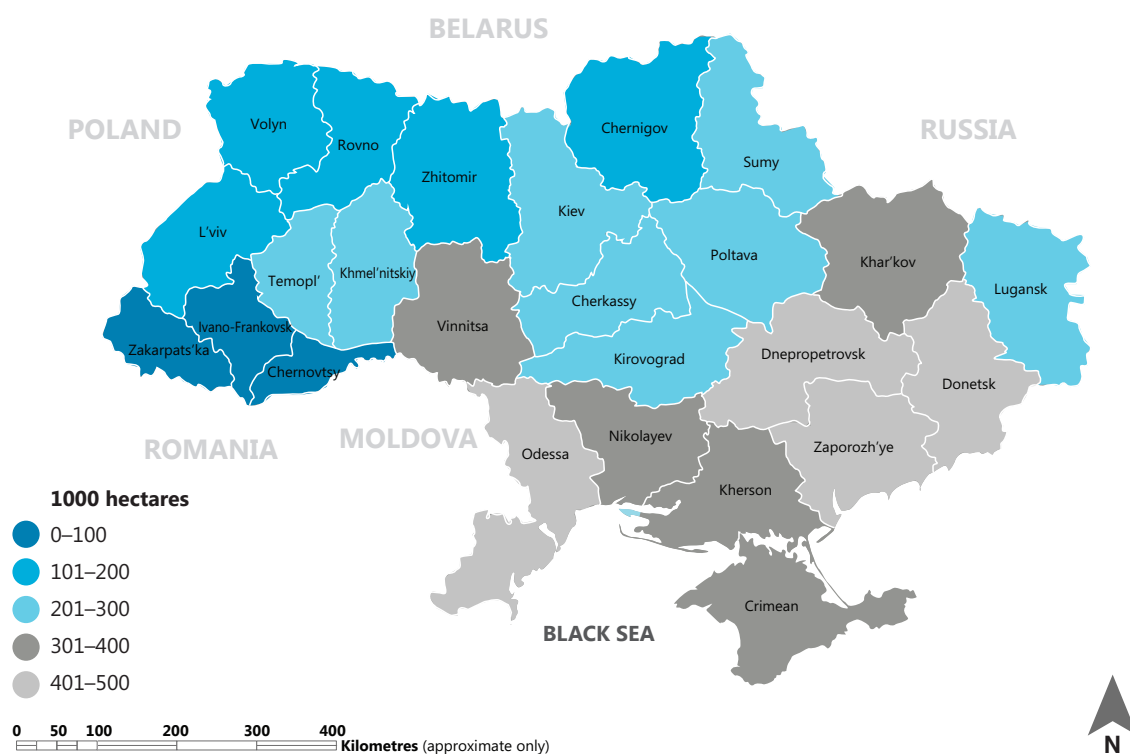 BELARUS
POLAND
RUSSIA
Volyn
Rovno
Chernigov
Sumy
Zhitomir
Kiev
L'viv
Temopl'
Khmel'nitskiy
Poltava
Khar'kov
Lugansk
Cherkassy
Vinnitsa
Ivano-Frankovsk
Zakarpats'ka
Chernovtsy
Kirovograd
Dnepropetrovsk
Donetsk
ROMANIA
MOLDOVA
Odessa
Nikolayev
Zaporozh'ye
Kherson
Crimean
BLACK SEA
1000 hectares
0–100
101–200
201–300
301–400
401–500
0 50 100 200 300 400
Kilometres (approximate only)
N